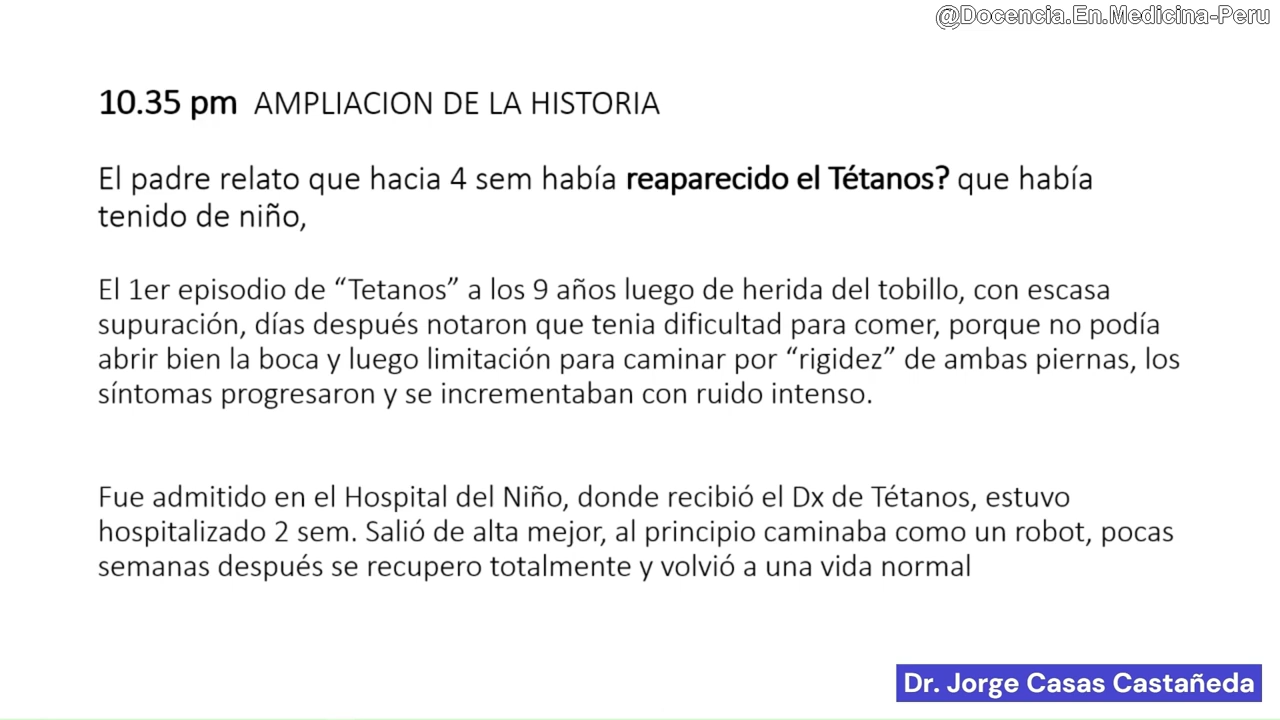 @Docencia.En.Medicina-Peru
10.35 pm AMPLIACION DE LA HISTORIA
El padre relato que hacia 4 sem había reaparecido el Tétanos? que había
tenido de niño,
El 1er episodio de “Tetanos” a los 9 años luego de herida del tobillo, con escasa
supuración, días después notaron que tenia dificultad para comer, porque no podía
abrir bien la boca y luego limitación para caminar por “rigidez” de ambas piernas, los
síntomas progresaron y se incrementaban con ruido intenso.
Fue admitido en el Hospital del Niño, donde recibió el Dx de Tétanos, estuvo
hospitalizado 2 sem. Salió de alta mejor, al principio caminaba como un robot, pocas
semanas después se recupero totalmente y volvió a una vida normal
Dr. Jorge Casas Castañeda